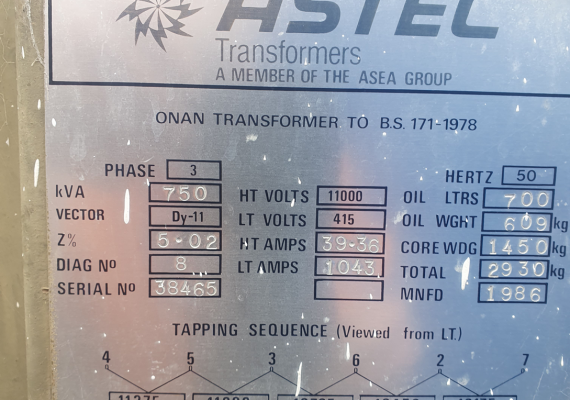 ASTEC
Transformers
A MEMBER OF THE ASEA GROUP
ONAN TRANSFORMER TO B.S. 171-1978
PHASE 3 HERTZ 50
kVA 750 HT VOLTS 11000 OIL LTRS 700
VECTOR Dy-11 LT VOLTS 415 OIL WGHT 609 kg
Z% 5·02 HT AMPS 39·36 CORE WDG 1450 kg
DIAG Nº 8 LT AMPS 1043 TOTAL 2930 kg
SERIAL Nº 38465 MNFD 1986
TAPPING SEQUENCE (Viewed from LT.)
4 5 3 6 2 7